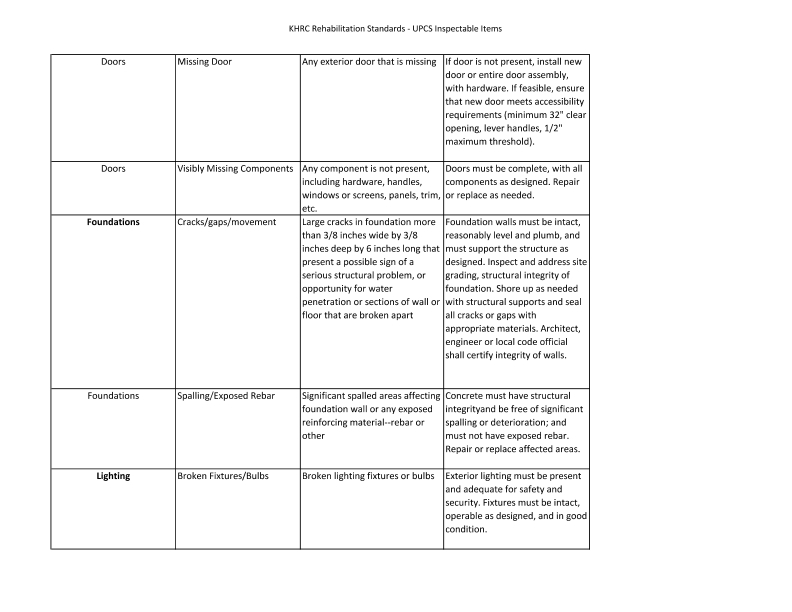 KHRC Rehabilitation Standards - UPCS Inspectable Items
Doors
Missing Door
Any exterior door that is missing
If door is not present, install new
door or entire door assembly,
with hardware. If feasible, ensure
that new door meets accessibility
requirements (minimum 32" clear
opening, lever handles, 1/2"
maximum threshold).
Doors
Visibly Missing Components
Any component is not present,
including hardware, handles,
windows or screens, panels, trim,
etc.
Doors must be complete, with all
components as designed. Repair
or replace as needed.
Foundations
Cracks/gaps/movement
Large cracks in foundation more
than 3/8 inches wide by 3/8
inches deep by 6 inches long that
present a possible sign of a
serious structural problem, or
opportunity for water
penetration or sections of wall or
floor that are broken apart
Foundation walls must be intact,
reasonably level and plumb, and
must support the structure as
designed. Inspect and address site
grading, structural integrity of
foundation. Shore up as needed
with structural supports and seal
all cracks or gaps with
appropriate materials. Architect,
engineer or local code official
shall certify integrity of walls.
Foundations
Spalling/Exposed Rebar
Significant spalled areas affecting
foundation wall or any exposed
reinforcing material--rebar or
other
Concrete must have structural
integrityand be free of significant
spalling or deterioration; and
must not have exposed rebar.
Repair or replace affected areas.
Lighting
Broken Fixtures/Bulbs
Broken lighting fixtures or bulbs
Exterior lighting must be present
and adequate for safety and
security. Fixtures must be intact,
operable as designed, and in good
condition.